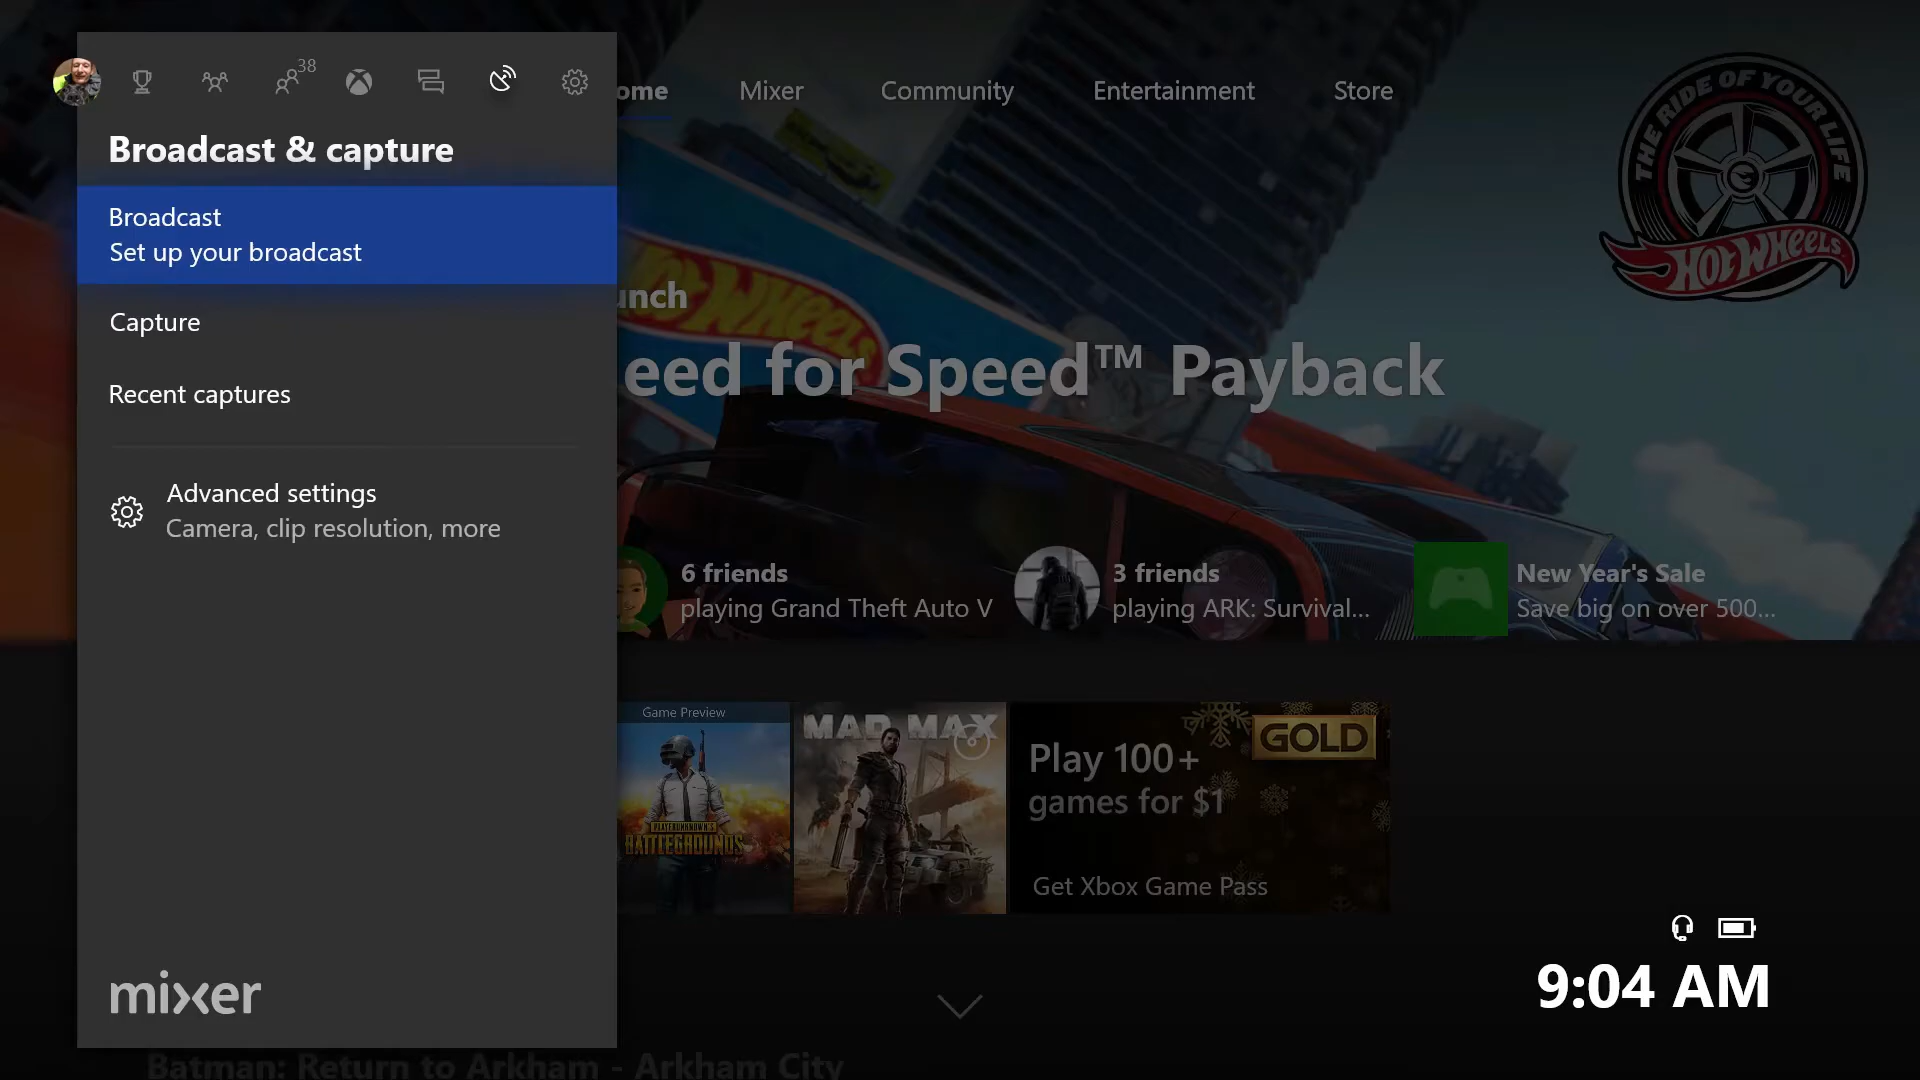 38
ome
Mixer
Community
Entertainment
Store
Broadcast & capture
Broadcast
Set up your broadcast
Capture
Recent captures
Advanced settings
Camera, clip resolution, more
mixer
THE RIDE OF YOUR LIFE
HOT WHEELS
unch
Hot Wheels
eed for Speed™ Payback
6 friends
playing Grand Theft Auto V
3 friends
playing ARK: Survival...
New Year's Sale
Save big on over 500...
Game Preview
PLAYERUNKNOWN'S
BATTLEGROUNDS
MAD MAX
Play 100+
games for $1
GOLD
Get Xbox Game Pass
9:04 AM
Batman: Return to Arkham - Arkham City